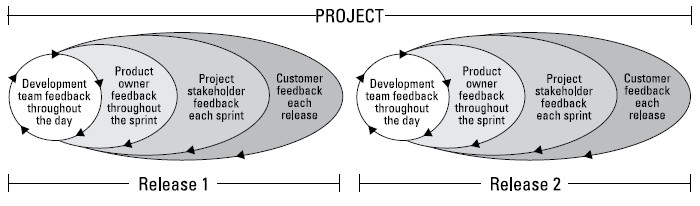 PROJECT
Development
team feedback
throughout
the day
Product
owner
feedback
throughout
the sprint
Project
stakeholder
feedback
each sprint
Customer
feedback
each
release
Development
team feedback
throughout
the day
Product
owner
feedback
throughout
the sprint
Project
stakeholder
feedback
each sprint
Customer
feedback
each
release
Release 1
Release 2